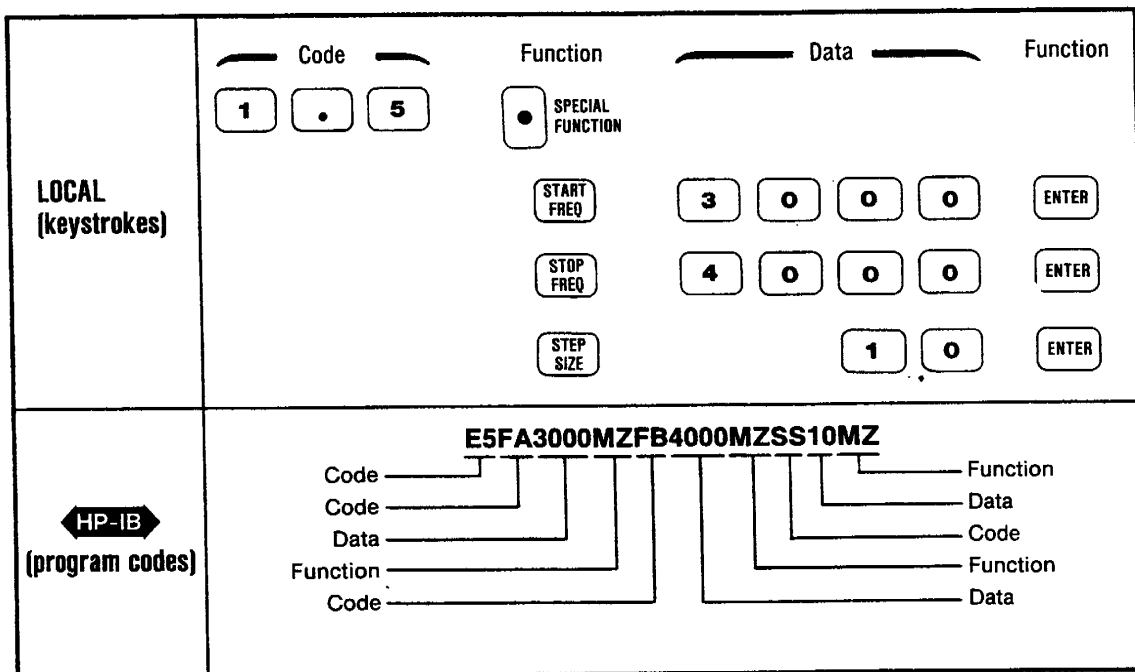 Code Function Data Function
1 . 5 SPECIAL
FUNCTION
LOCAL
(keystrokes)
START
FREQ 3 0 0 0 ENTER
STOP
FREQ 4 0 0 0 ENTER
STEP
SIZE 1 0 ENTER
E5FA3000MZFB4000MZSS10MZ
HP-IB
(program codes)
Code
Code
Data
Function
Code
Function
Data
Code
Function
Data